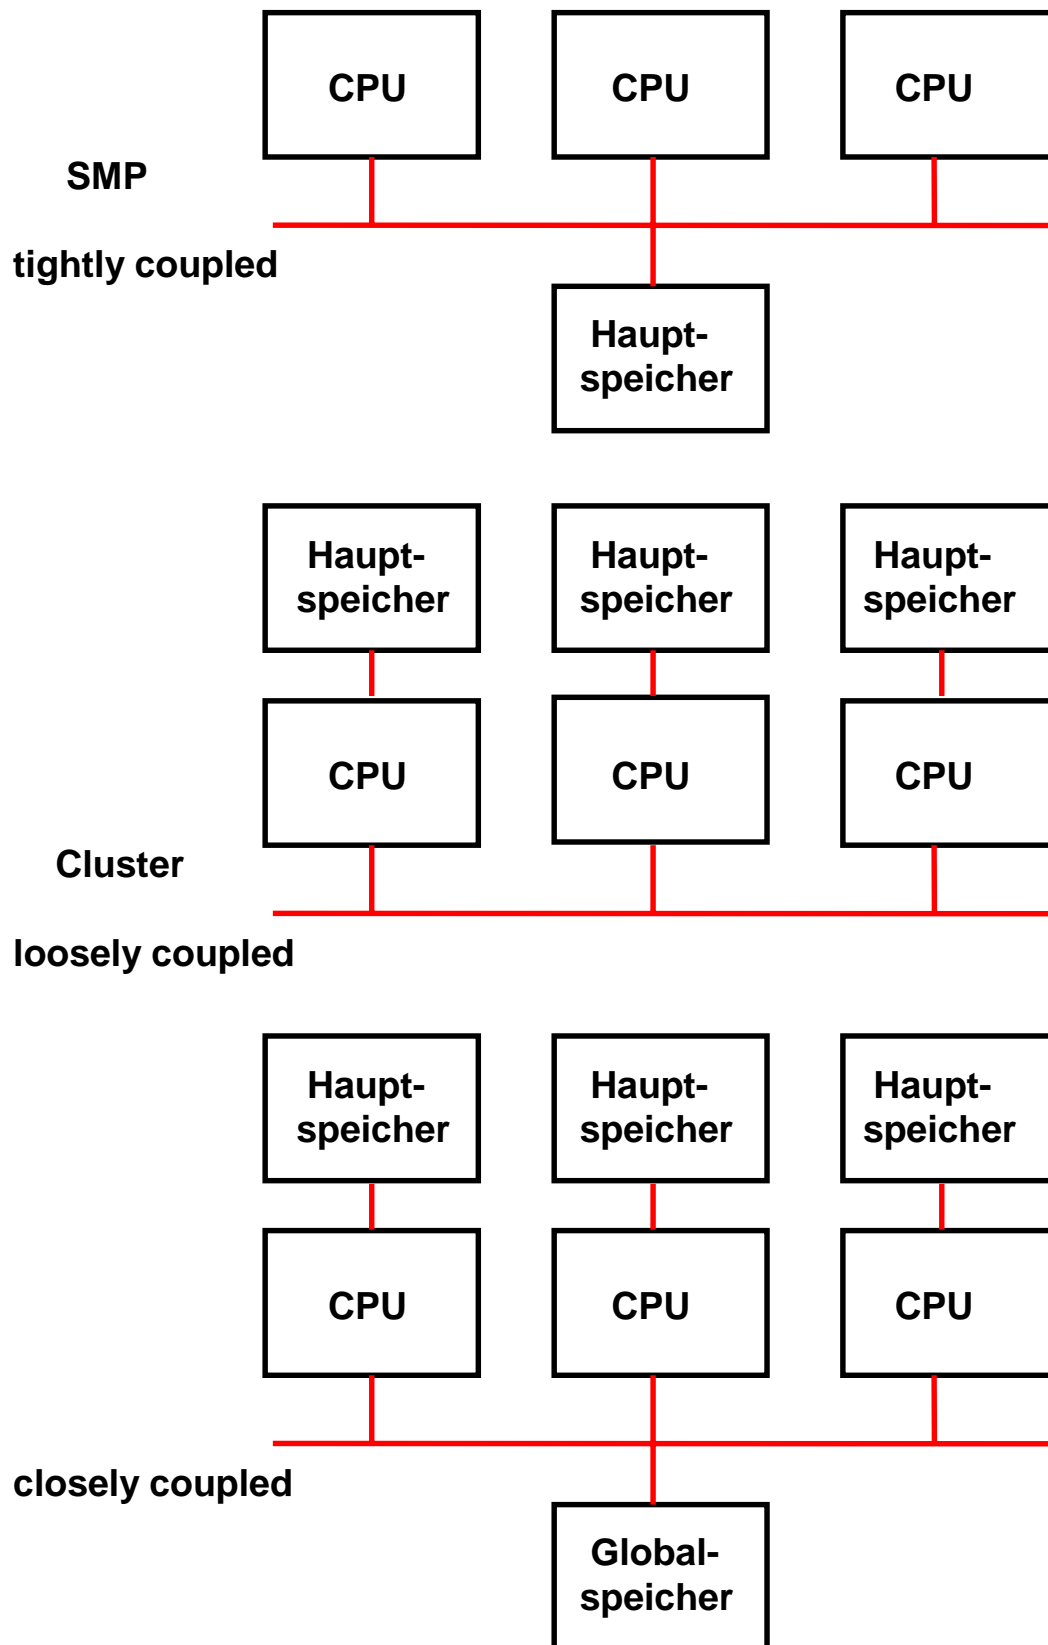 CPU CPU CPU
SMP
tightly coupled
Haupt- 
speicher
Haupt- Haupt- Haupt-
speicher speicher speicher
CPU CPU CPU
Cluster
loosely coupled
Haupt- Haupt- Haupt-
speicher speicher speicher
CPU CPU CPU
closely coupled
Global-
speicher